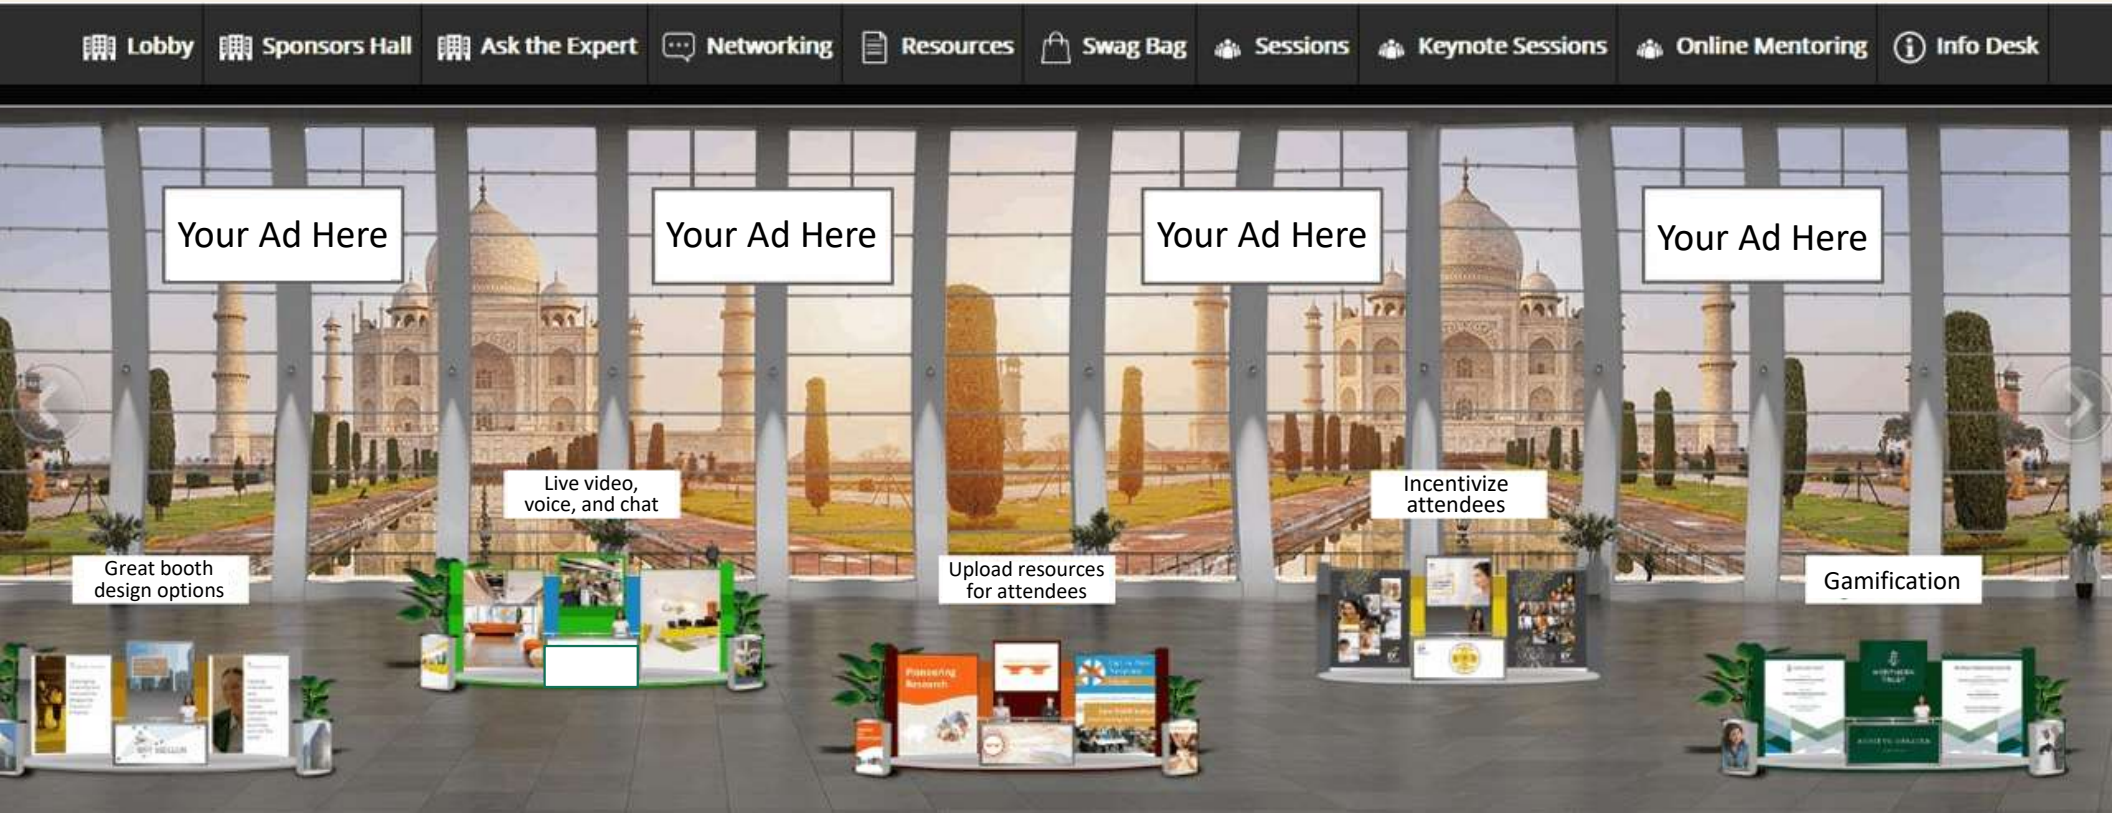 Lobby
Sponsors Hall
Ask the Expert
Networking
Resources
Swag Bag
Sessions
Keynote Sessions
Online Mentoring
Info Desk
Your Ad Here
Your Ad Here
Your Ad Here
Your Ad Here
Live video,
voice, and chat
Incentivize
attendees
Great booth
design options
Upload resources
for attendees
Gamification
Pioneering
Research
NORTHERN
TRUST